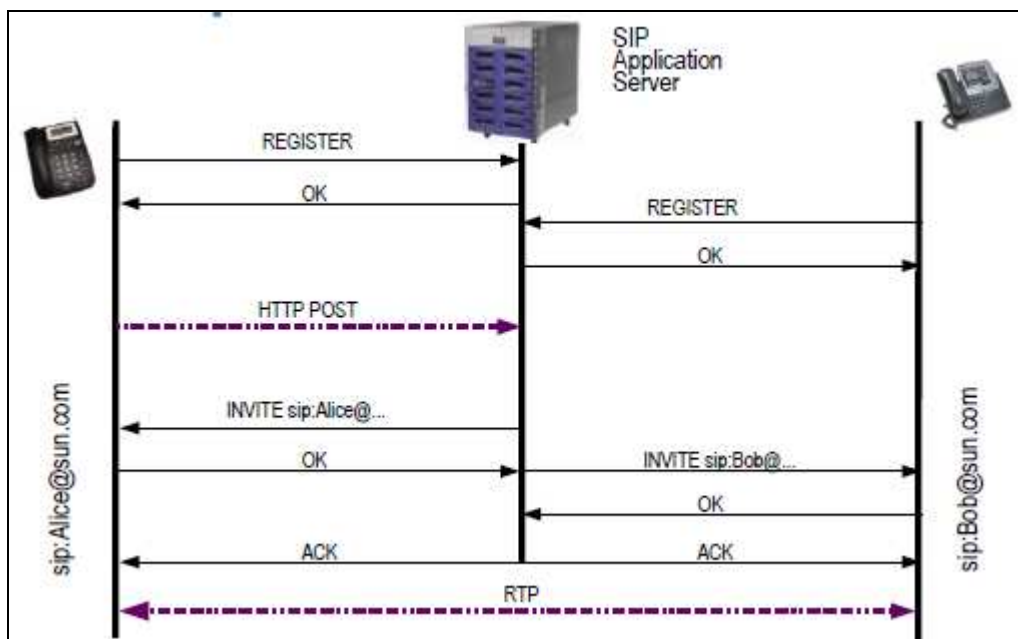 SIP
Application
Server
REGISTER
OK
REGISTER
OK
HTTP POST
INVITE sip:Alice@...
OK
INVITE sip:Bob@...
OK
ACK
ACK
RTP
sip:Alice@sun.com
sip:Bob@sun.com